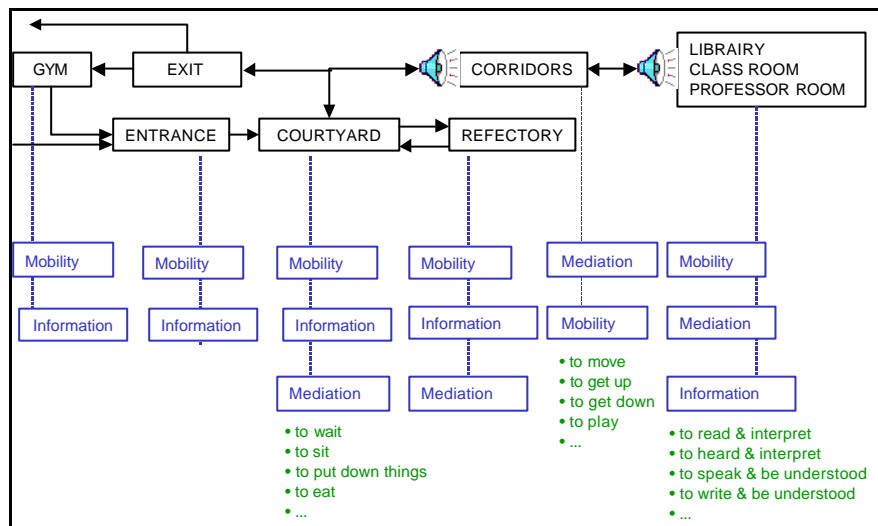 GYM
EXIT
CORRIDORS
LIBRAIRY
CLASS ROOM
PROFESSOR ROOM
ENTRANCE
COURTYARD
REFECTORY
Mobility
Mobility
Mobility
Mobility
Mediation
Mobility
Information
Information
Information
Information
Mobility
Mediation
Mediation
Mediation
Information
• to wait
• to sit
• to put down things
• to eat
• ...
• to move
• to get up
• to get down
• to play
• ...
• to read & interpret
• to heard & interpret
• to speak & be understood
• to write & be understood
• ...